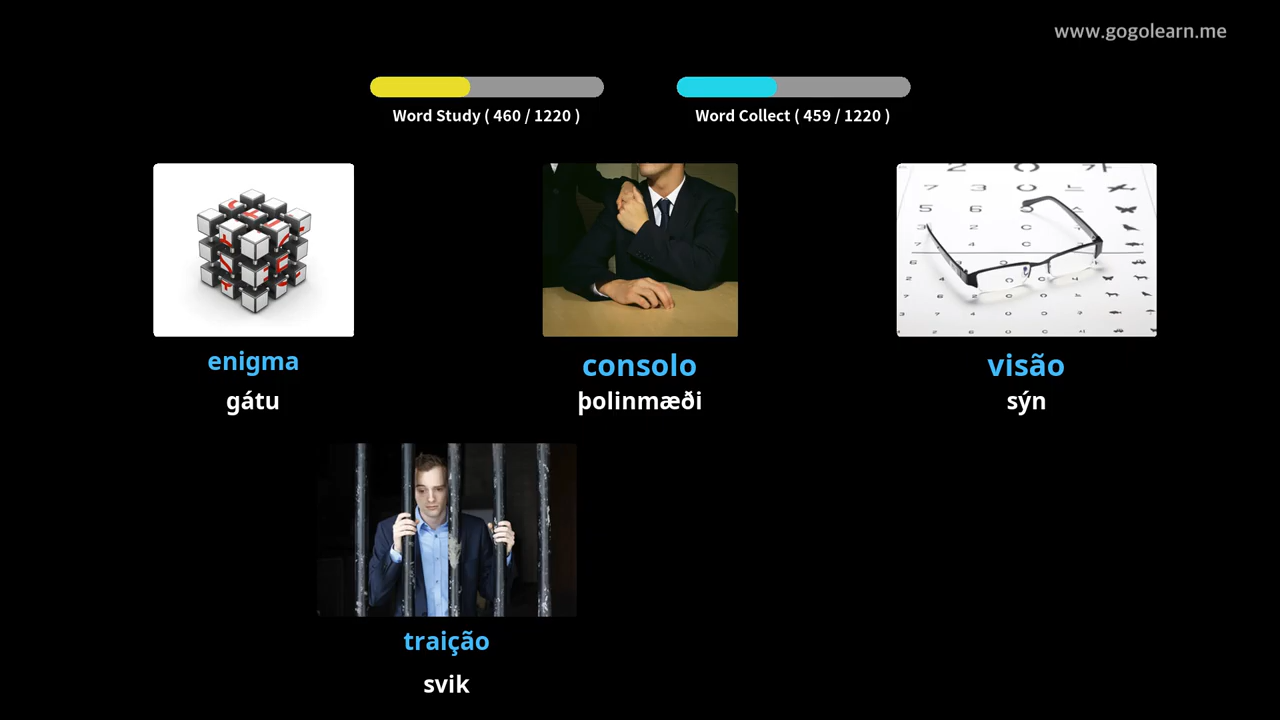 www.gogolearn.me
Word Study ( 460 / 1220 )
Word Collect ( 459 / 1220 )
enigma
gátu
consolo
þolinmæði
visão
sýn
traição
svik